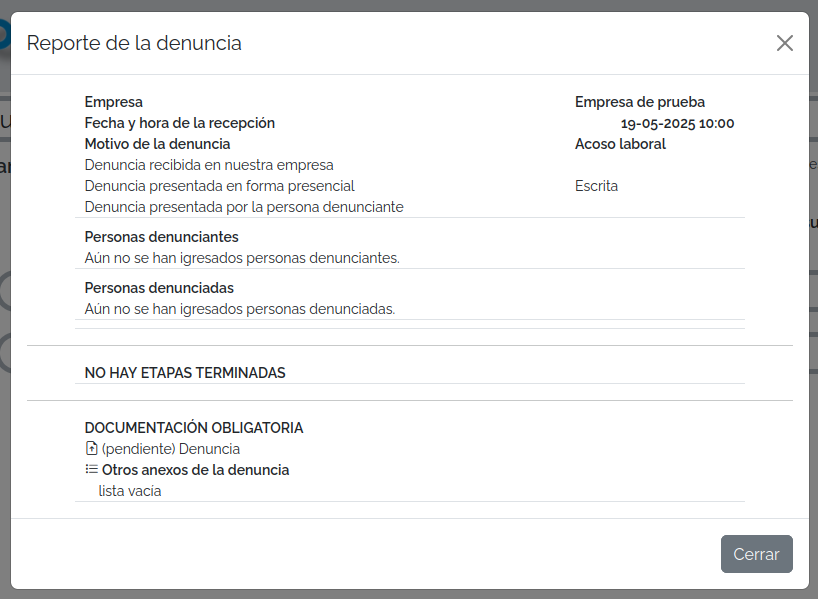 Reporte de la denuncia
Empresa Empresa de prueba
Fecha y hora de la recepción 19-05-2025 10:00
Motivo de la denuncia Acoso laboral
Denuncia recibida en nuestra empresa
Denuncia presentada en forma presencial Escrita
Denuncia presentada por la persona denunciante
Personas denunciantes
Aún no se han igresados personas denunciantes.
Personas denunciadas
Aún no se han igresados personas denunciadas.
NO HAY ETAPAS TERMINADAS
DOCUMENTACIÓN OBLIGATORIA
(pendiente) Denuncia
Otros anexos de la denuncia
lista vacía
Cerrar